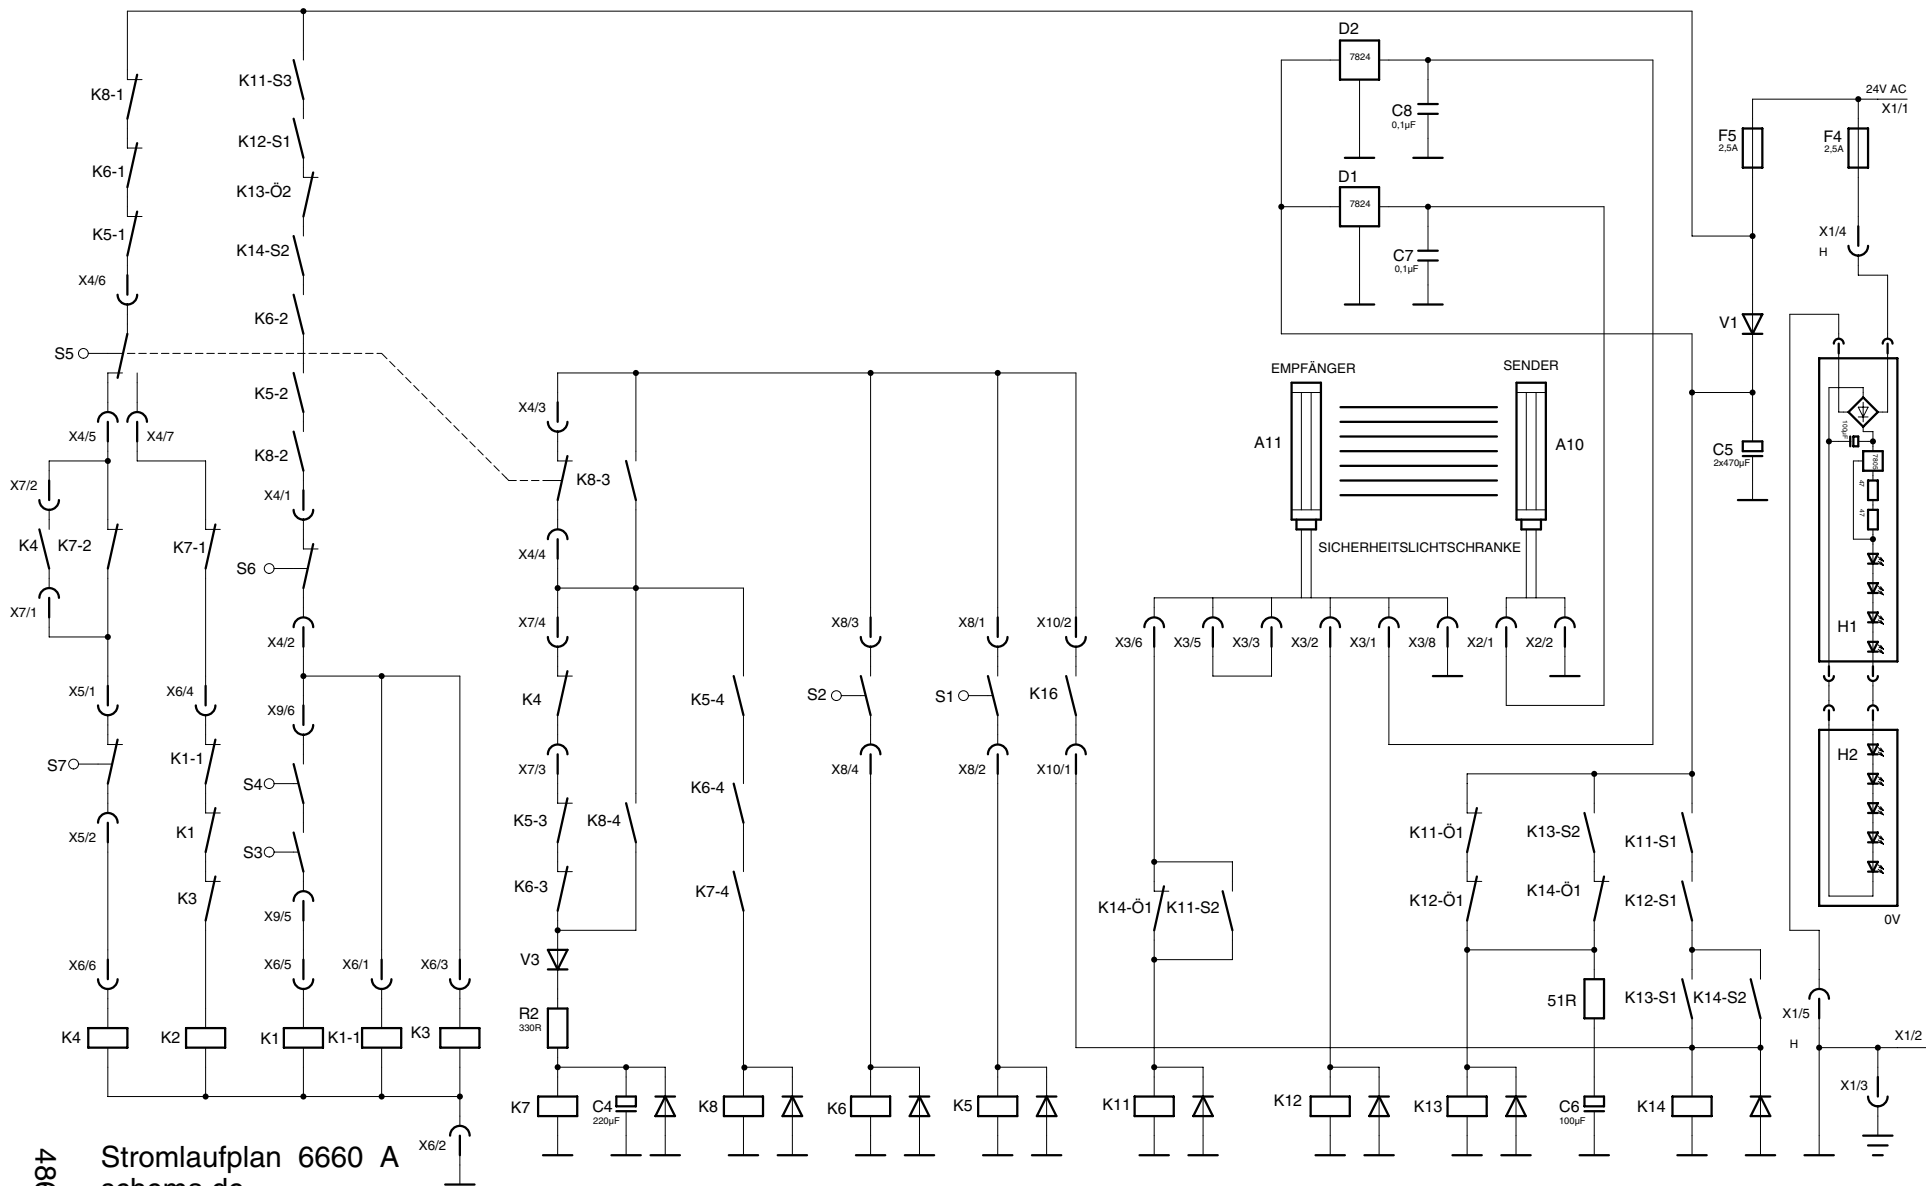 D2
7824
C8
0,1µF
D1
7824
C7
0,1µF
24V AC
X1/1
F5
2,5A
F4
2,5A
X1/4
H
V1
C5
2x470µF
K8-1
K6-1
K5-1
X4/6
S5
X4/5
X4/7
X7/2
K4
K7-2
K7-1
X7/1
X5/1
X6/4
S7
K1-1
X5/2
K1
K3
X6/6
K4
K2
K11-S3
K12-S1
K13-Ö2
K14-S2
K6-2
K5-2
K8-2
X4/1
S6
X4/2
X9/6
S4
S3
X9/5
X6/5
X6/1
X6/3
K1
K1-1
K3
X6/2
X4/3
K8-3
X4/4
X7/4
K4
X7/3
K5-3
K8-4
K6-3
V3
R2
330R
K7
C4
220µF
K5-4
K6-4
K7-4
K8
X8/3
S2
X8/4
K6
X8/1
S1
X8/2
K5
X10/2
K16
X10/1
EMPFÄNGER
SENDER
A11
A10
SICHERHEITSLICHTSCHRANKE
X3/6
X3/5
X3/3
X3/2
X3/1
X3/8
X2/1
X2/2
K14-Ö1
K11-S2
K11
K12
K11-Ö1
K13-S2
K11-S1
K12-Ö1
K14-Ö1
K12-S1
51R
K13-S1
K14-S2
K13
C6
100µF
K14
100µF
7805
47
47
H1
H2
0V
X1/5
H
X1/2
X1/3
Stromlaufplan 6660 A